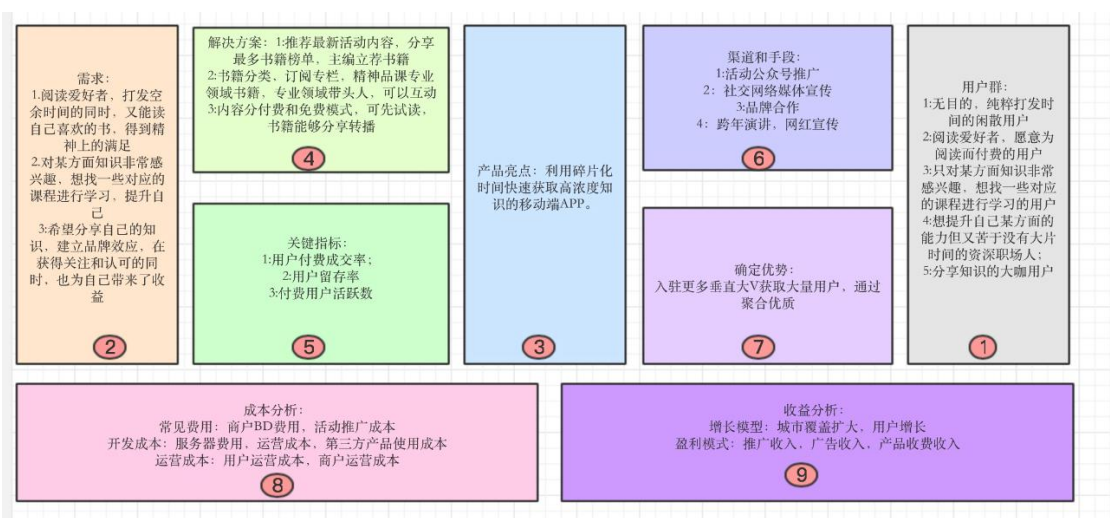 需求：
1.阅读爱好者，打发空
余时间的同时，又能读
自己喜欢的书，得到精
神上的满足
2.对某方面知识非常感
兴趣，想找一些对应的
课程进行学习，提升自
己
3:希望分享自己的知
识，建立品牌效应，在
获得关注和认可的同
时，也为自己带来了收
益
2
解决方案：1:推荐最新活动内容，分享
最多书籍榜单，主编立荐书籍
2:书籍分类，订阅专栏，精神品课专业
领域书籍，专业领域带头人，可以互动
3:内容分付费和免费模式，可先试读，
书籍能够分享转播
4
关键指标：
1:用户付费成交率；
2:用户留存率
3:付费用户活跃数
5
产品亮点：利用碎片化
时间快速获取高浓度知
识的移动端APP。
3
渠道和手段：
1:活动公众号推广
2：社交网络媒体宣传
3:品牌合作
4：跨年演讲，网红宣传
6
确定优势：
入驻更多垂直大V获取大量用户，通过
聚合优质
7
用户群：
1:无目的，纯粹打发时
间的闲散用户
2:阅读爱好者，愿意为
阅读而付费的用户
3:只对某方面知识非常
感兴趣，想找一些对应
的课程进行学习的用户
4:想提升自己某方面的
能力但又苦于没有大片
时间的资深职场人；
5:分享知识的大咖用户
1
成本分析：
常见费用：商户BD费用，活动推广成本
开发成本：服务器费用，运营成本，第三方产品使用成本
运营成本：用户运营成本，商户运营成本
8
收益分析：
增长模型：城市覆盖扩大，用户增长
盈利模式：推广收入，广告收入，产品收费收入
9